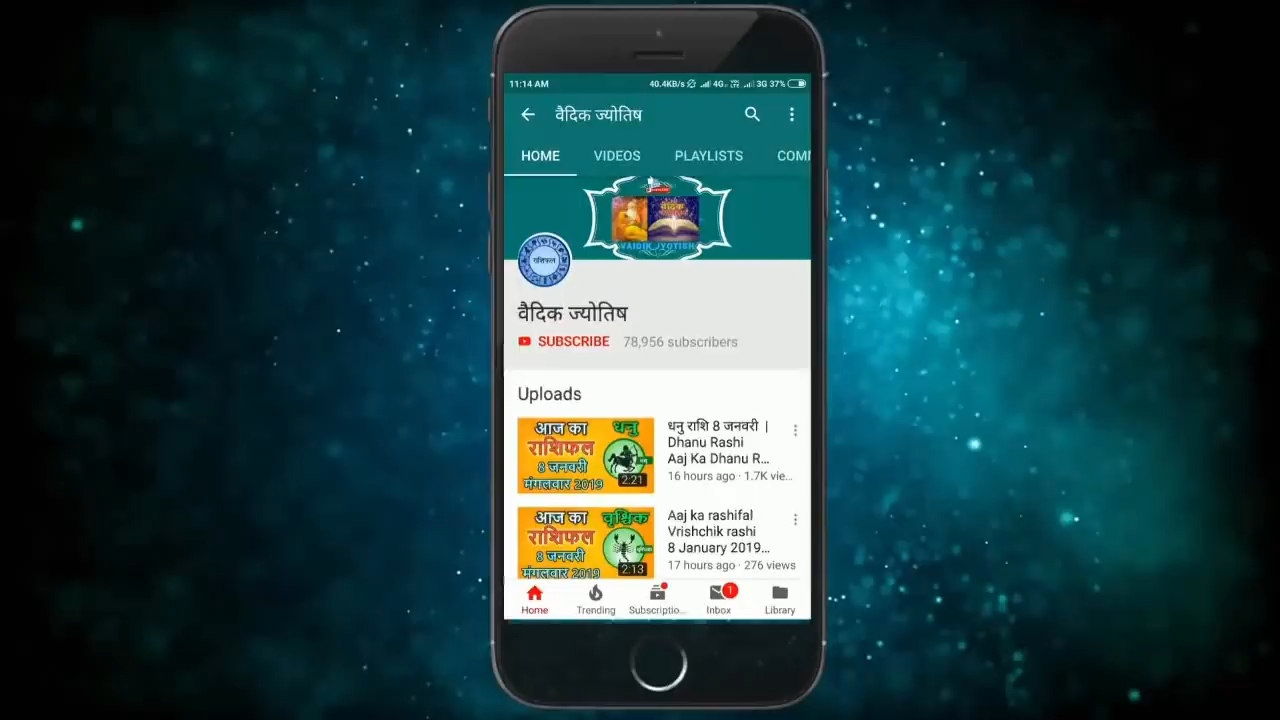 11:14 AM
40.4KB/s 4G 3G 37%
वैदिक ज्योतिष
HOME VIDEOS PLAYLISTS COM
वैदिक
VAIDIK JYOTISH
राशिफल
वैदिक ज्योतिष
SUBSCRIBE 78,956 subscribers
Uploads
आज का धनु
राशिफल
8 जनवरी
मंगलवार 2019
2:21
धनु राशि 8 जनवरी |
Dhanu Rashi
Aaj Ka Dhanu R...
16 hours ago · 1.7K vie...
आज का वृश्चिक
राशिफल
8 जनवरी
मंगलवार 2019
2:13
Aaj ka rashifal
Vrishchik rashi
8 January 2019...
17 hours ago · 276 views
1
Home Trending Subscriptio... Inbox Library